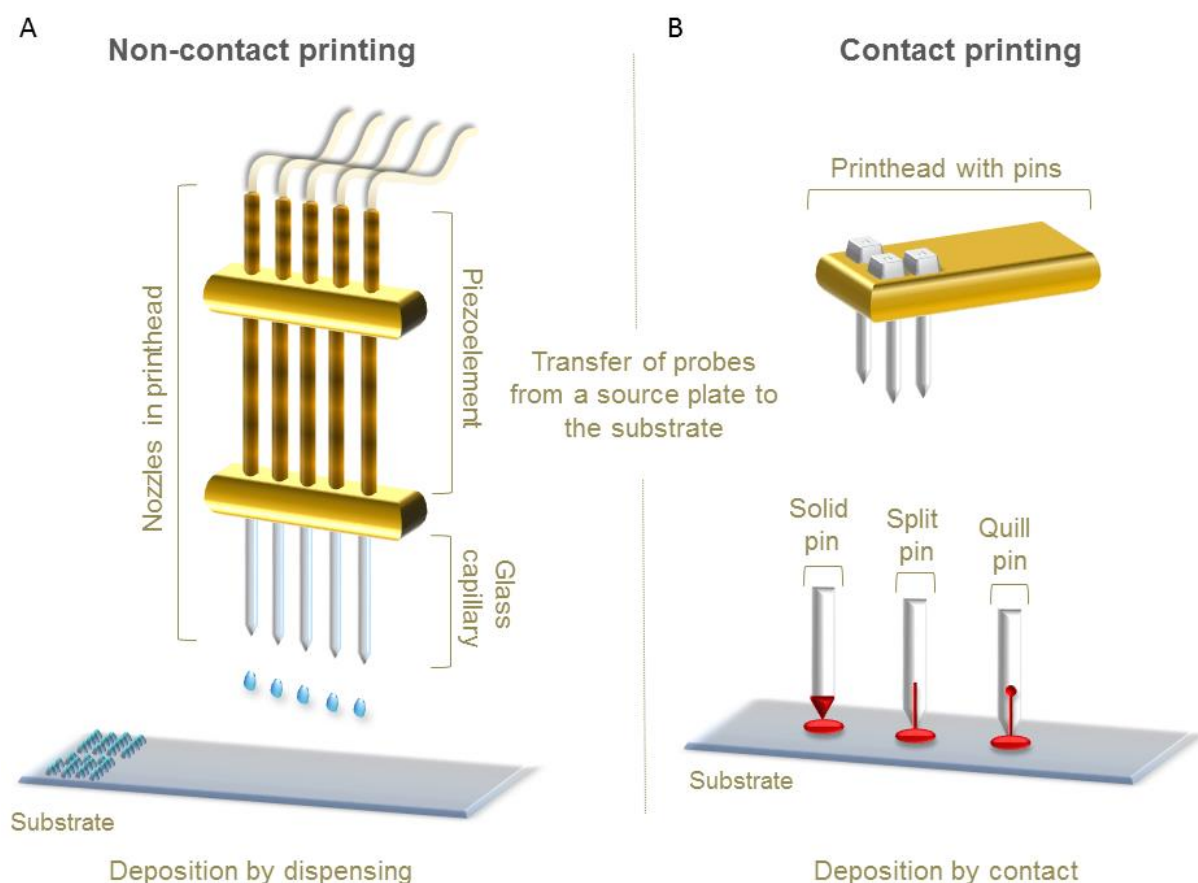 A
Non-contact printing
Nozzles in printhead
Piezoelement
Glass
capillary
Substrate
Deposition by dispensing
Transfer of probes
from a source plate to
the substrate
B
Contact printing
Printhead with pins
Solid
pin
Split
pin
Quill
pin
Substrate
Deposition by contact